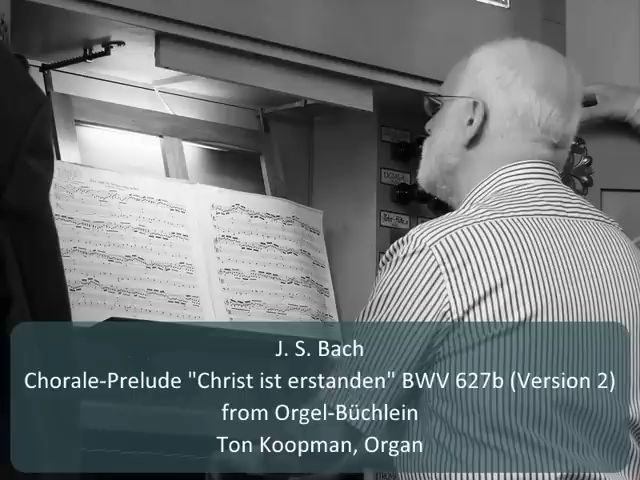 J. S. Bach
Chorale-Prelude "Christ ist erstanden" BWV 627b (Version 2)
from Orgel-Büchlein
Ton Koopman, Organ